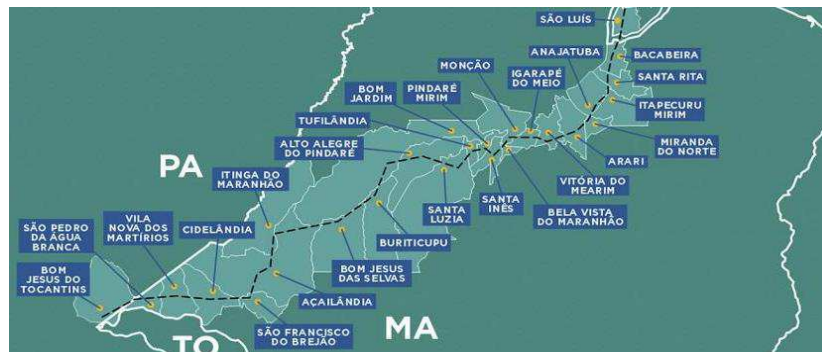 SÃO LUÍS
ANAJATUBA
BACABEIRA
MONÇÃO
IGARAPÉ
DO MEIO
SANTA RITA
BOM
JARDIM
PINDARÉ
MIRIM
ITAPECURU
MIRIM
TUFILÂNDIA
MIRANDA
DO NORTE
ALTO ALEGRE
DO PINDARÉ
ARARI
PA
ITINGA DO
MARANHÃO
VITÓRIA DO
MEARIM
SANTA
LUZIA
SANTA
INÊS
BELA VISTA
DO MARANHÃO
SÃO PEDRO
DA ÁGUA
BRANCA
VILA
NOVA DOS
MARTÍRIOS
CIDELÂNDIA
BURITICUPU
BOM
JESUS DO
TOCANTINS
BOM JESUS
DAS SELVAS
AÇAILÂNDIA
SÃO FRANCISCO
DO BREJÃO
MA
TO